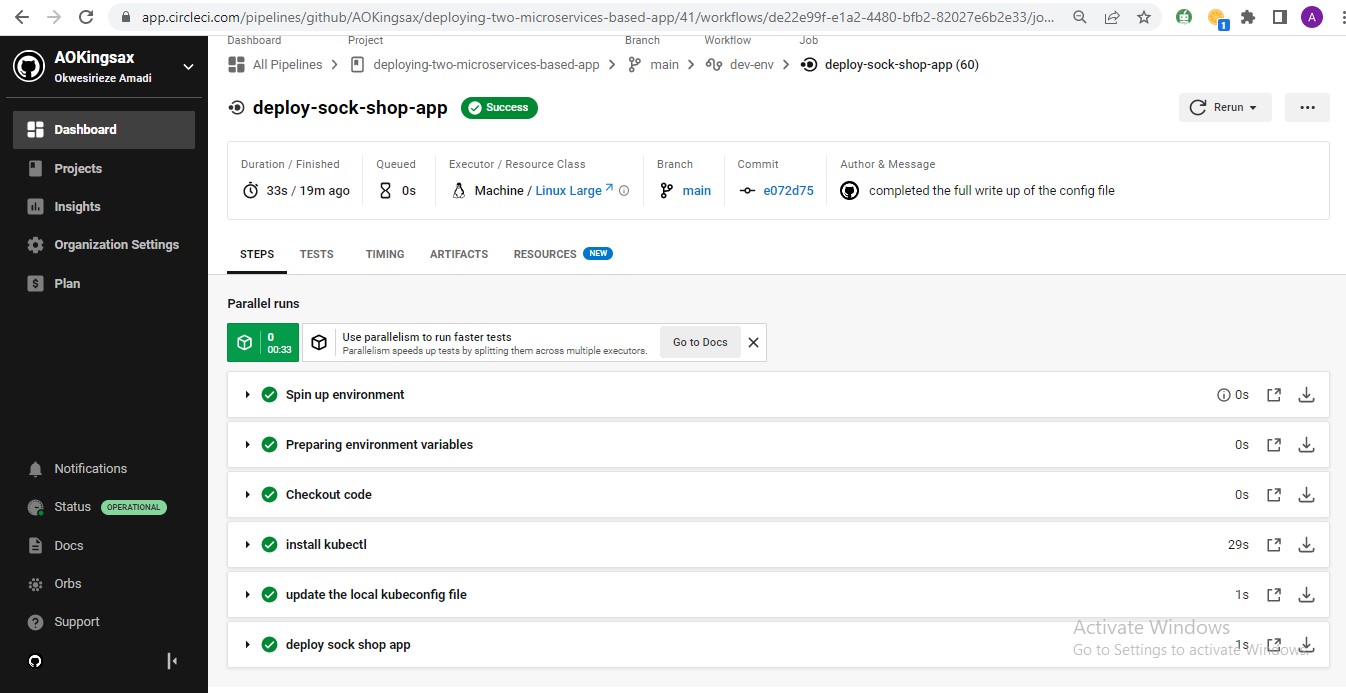 app.circleci.com/pipelines/github/AOKingsax/deploying-two-microservices-based-app/41/workflows/de22e99f-e1a2-4480-bfb2-82027e6b2e33/jo...
1
A
AOKingsax
Okwesirieze Amadi
Dashboard
Projects
Insights
Organization Settings
Plan
Notifications
Status OPERATIONAL
Docs
Orbs
Support
Dashboard Project Branch Workflow Job
All Pipelines deploying-two-microservices-based-app main dev-env deploy-sock-shop-app (60)
deploy-sock-shop-app Success Rerun
Duration / Finished Queued Executor / Resource Class Branch Commit Author & Message
33s / 19m ago 0s Machine / Linux Large main e072d75 completed the full write up of the config file
STEPS TESTS TIMING ARTIFACTS RESOURCES NEW
Parallel runs
0
00:33
Use parallelism to run faster tests
Parallelism speeds up tests by splitting them across multiple executors.
Go to Docs
Spin up environment 0s
Preparing environment variables 0s
Checkout code 0s
install kubectl 29s
update the local kubeconfig file 1s
deploy sock shop app 1s
Activate Windows
Go to Settings to activate Windows.